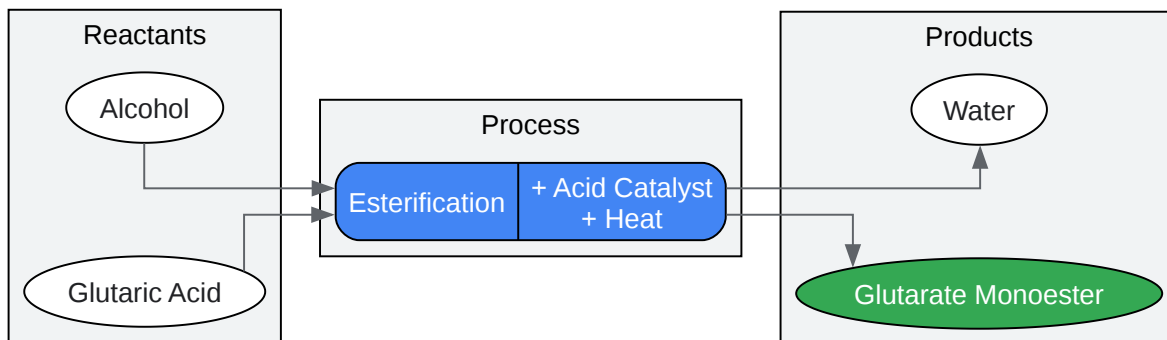 Reactants
Alcohol
Glutaric Acid
Process
Esterification
+ Acid Catalyst
+ Heat
Products
Water
Glutarate Monoester